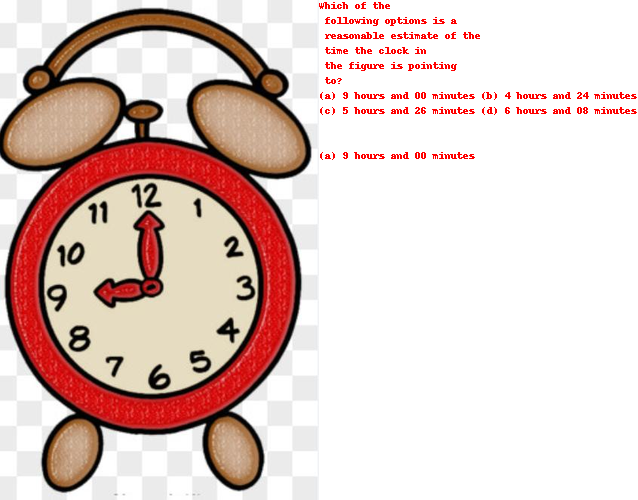 Which of the
following options is a
reasonable estimate of the
time the clock in
the figure is pointing
to?
(a) 9 hours and 00 minutes (b) 4 hours and 24 minutes
(c) 5 hours and 26 minutes (d) 6 hours and 08 minutes
(a) 9 hours and 00 minutes
12
11
1
10
2
9
3
8
4
7
5
6